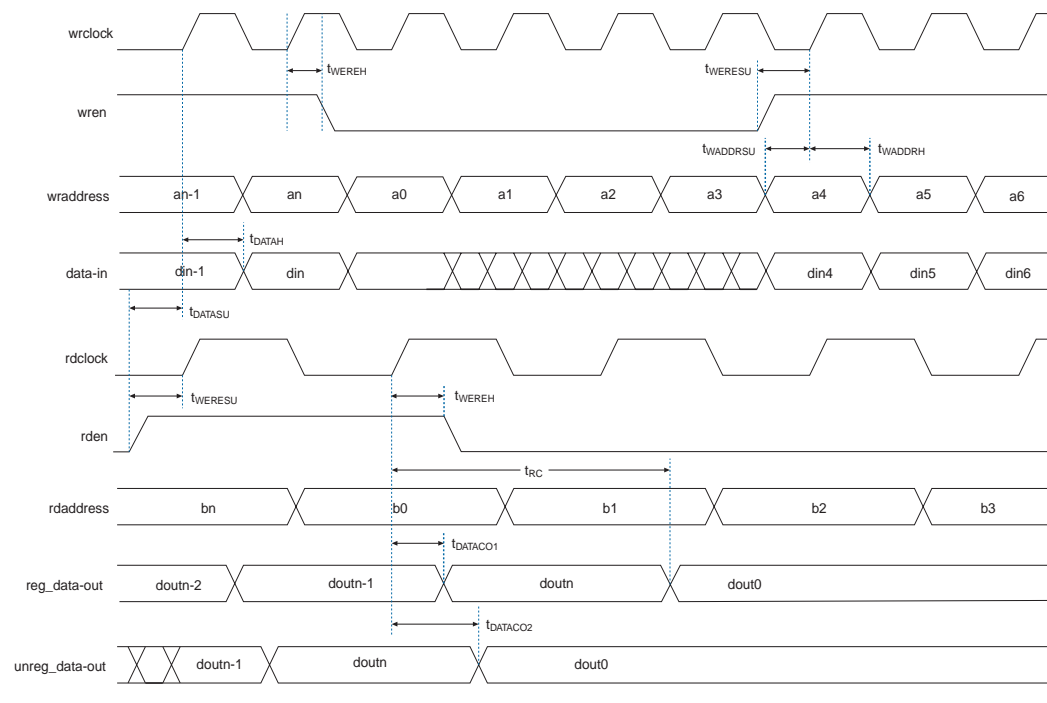 wrclock
tWEREH
tWERESU
wren
tWADDRSU
tWADDRH
wraddress
an-1 an a0 a1 a2 a3 a4 a5 a6
tDATAH
data-in
din-1 din din4 din5 din6
tDATASU
rdclock
tWERESU
tWEREH
rden
tRC
rdaddress
bn b0 b1 b2 b3
tDATACO1
reg_data-out
doutn-2 doutn-1 doutn dout0
tDATACO2
unreg_data-out
doutn-1 doutn dout0